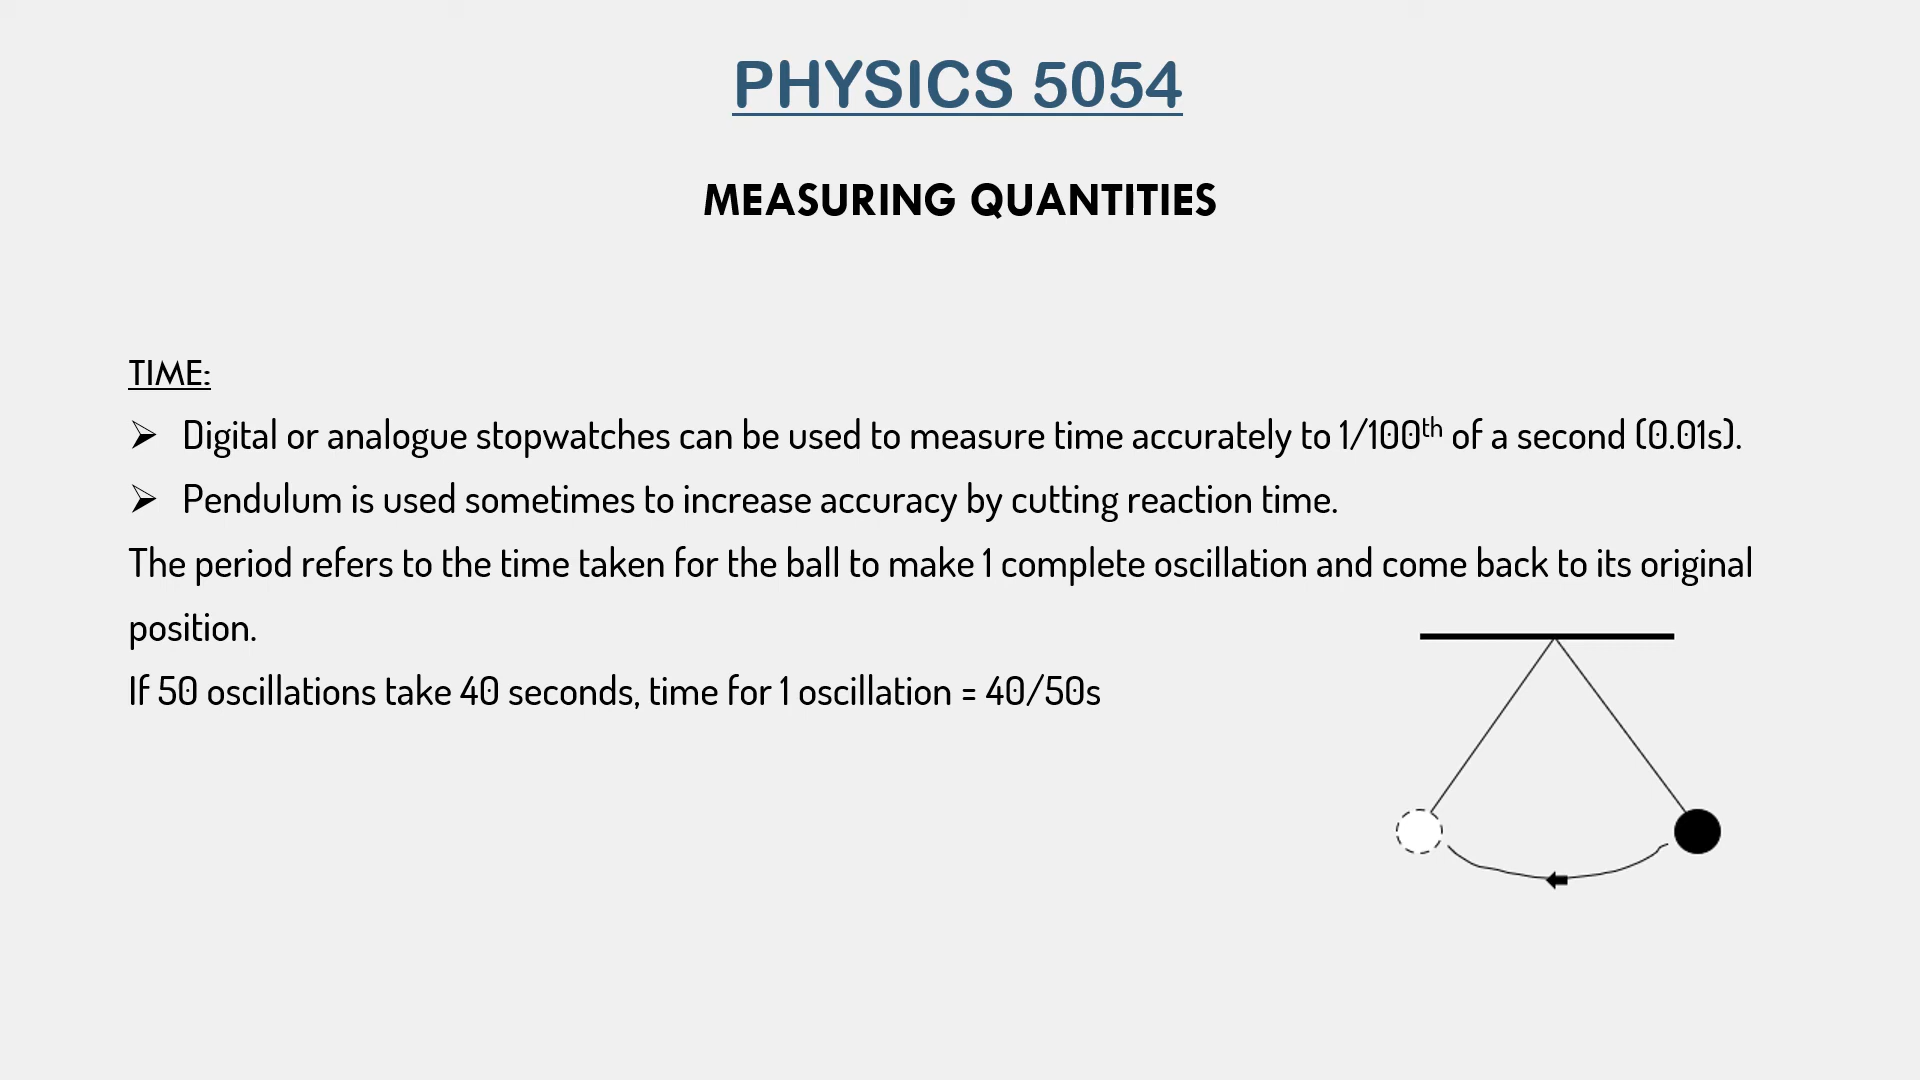 PHYSICS 5054
MEASURING QUANTITIES
TIME:
➢ Digital or analogue stopwatches can be used to measure time accurately to 1/100th of a second (0.01s).
➢ Pendulum is used sometimes to increase accuracy by cutting reaction time.
The period refers to the time taken for the ball to make 1 complete oscillation and come back to its original
position.
If 50 oscillations take 40 seconds, time for 1 oscillation = 40/50s